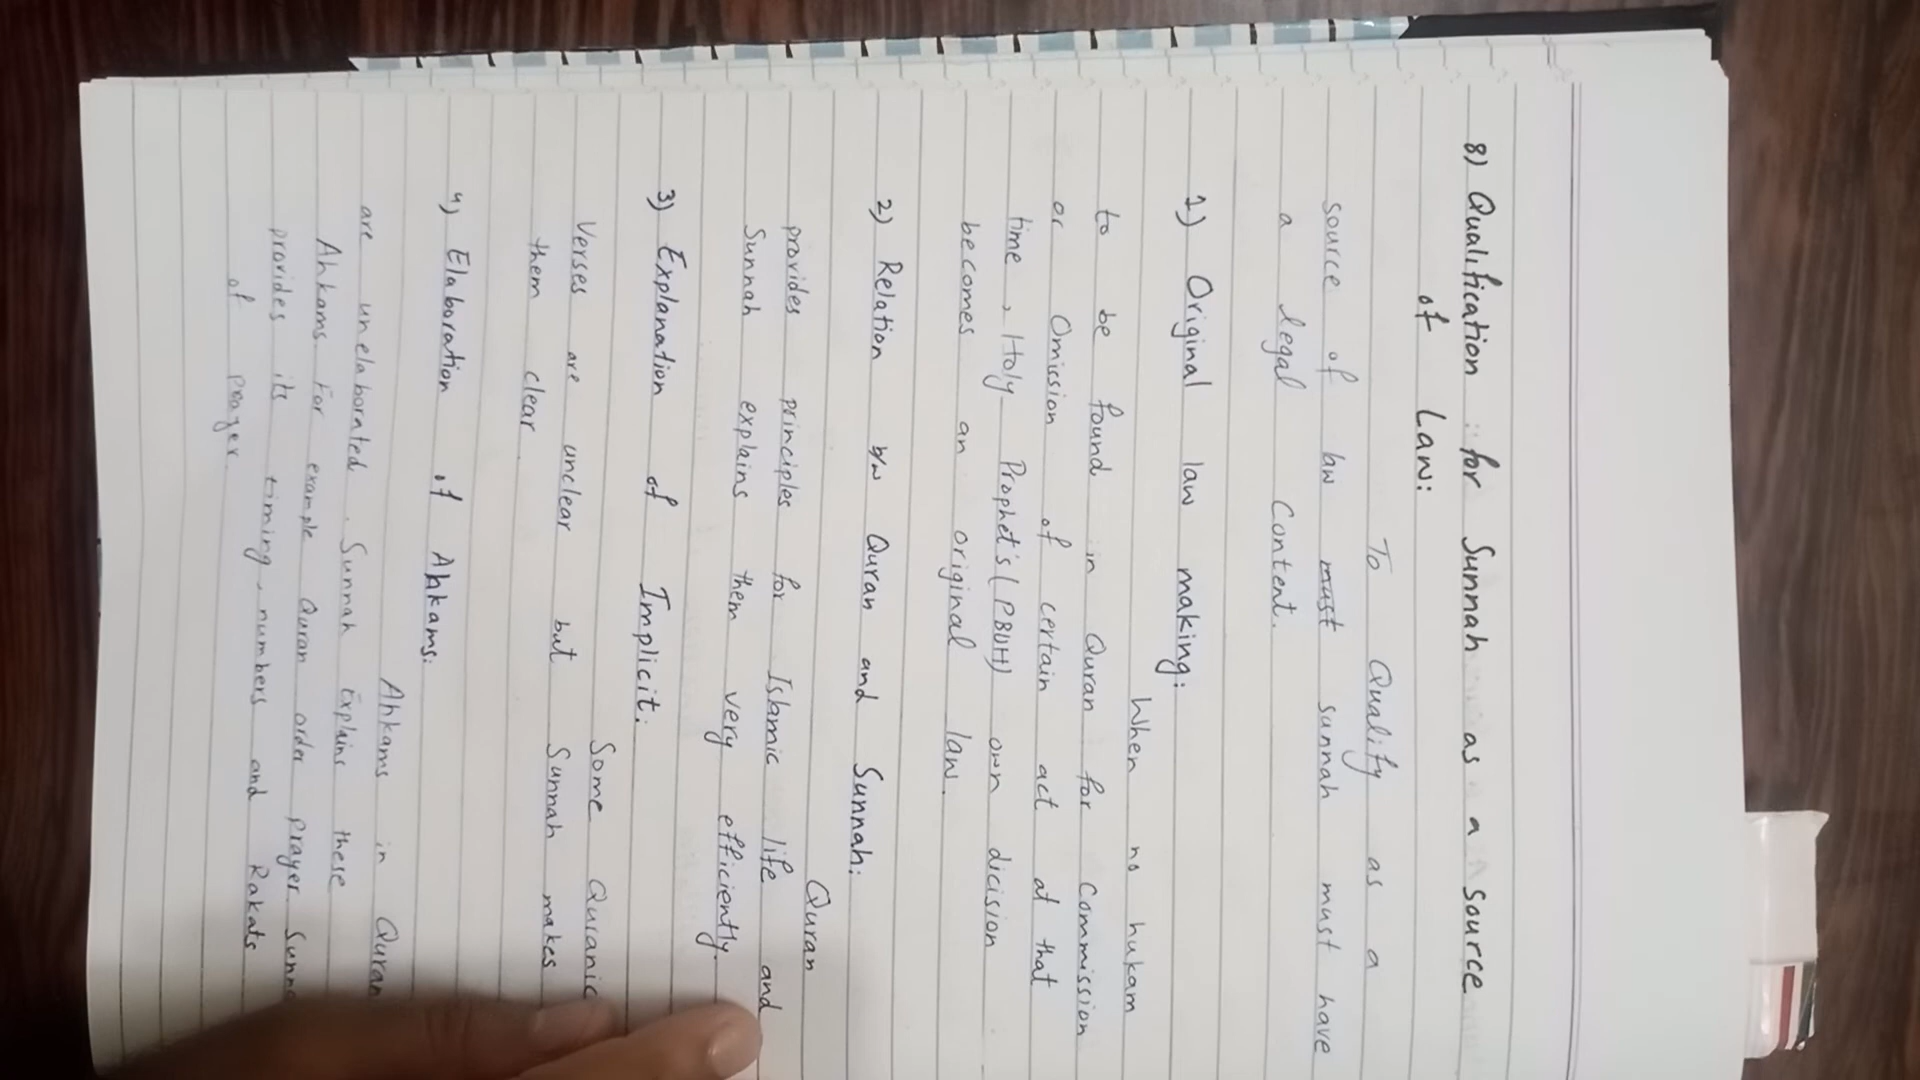 8) Qualification for Sunnah as a source
of Law:
To Qualify as a
source of law must sunnah must have
a legal Content.
1) Original law making:
When no hukam
to be found in Quran for Commission
or Omission of certain act at that
time, Holy Prophet's (PBUH) own dicision
becomes an original law.
2) Relation b/w Quran and Sunnah:
Quran
provides principles for Islamic life and
Sunnah explains them very efficiently.
3) Explanation of Implicit:
Some Quranic
Verses are unclear but Sunnah makes
them clear.
4) Elaboration of Ahkams:
Ahkams in Quran
are unelaborated. Sunnah Explains these
Ahkams For example Quran order prayer. Sunna
provides its timing, numbers and Rakats
of prayer.